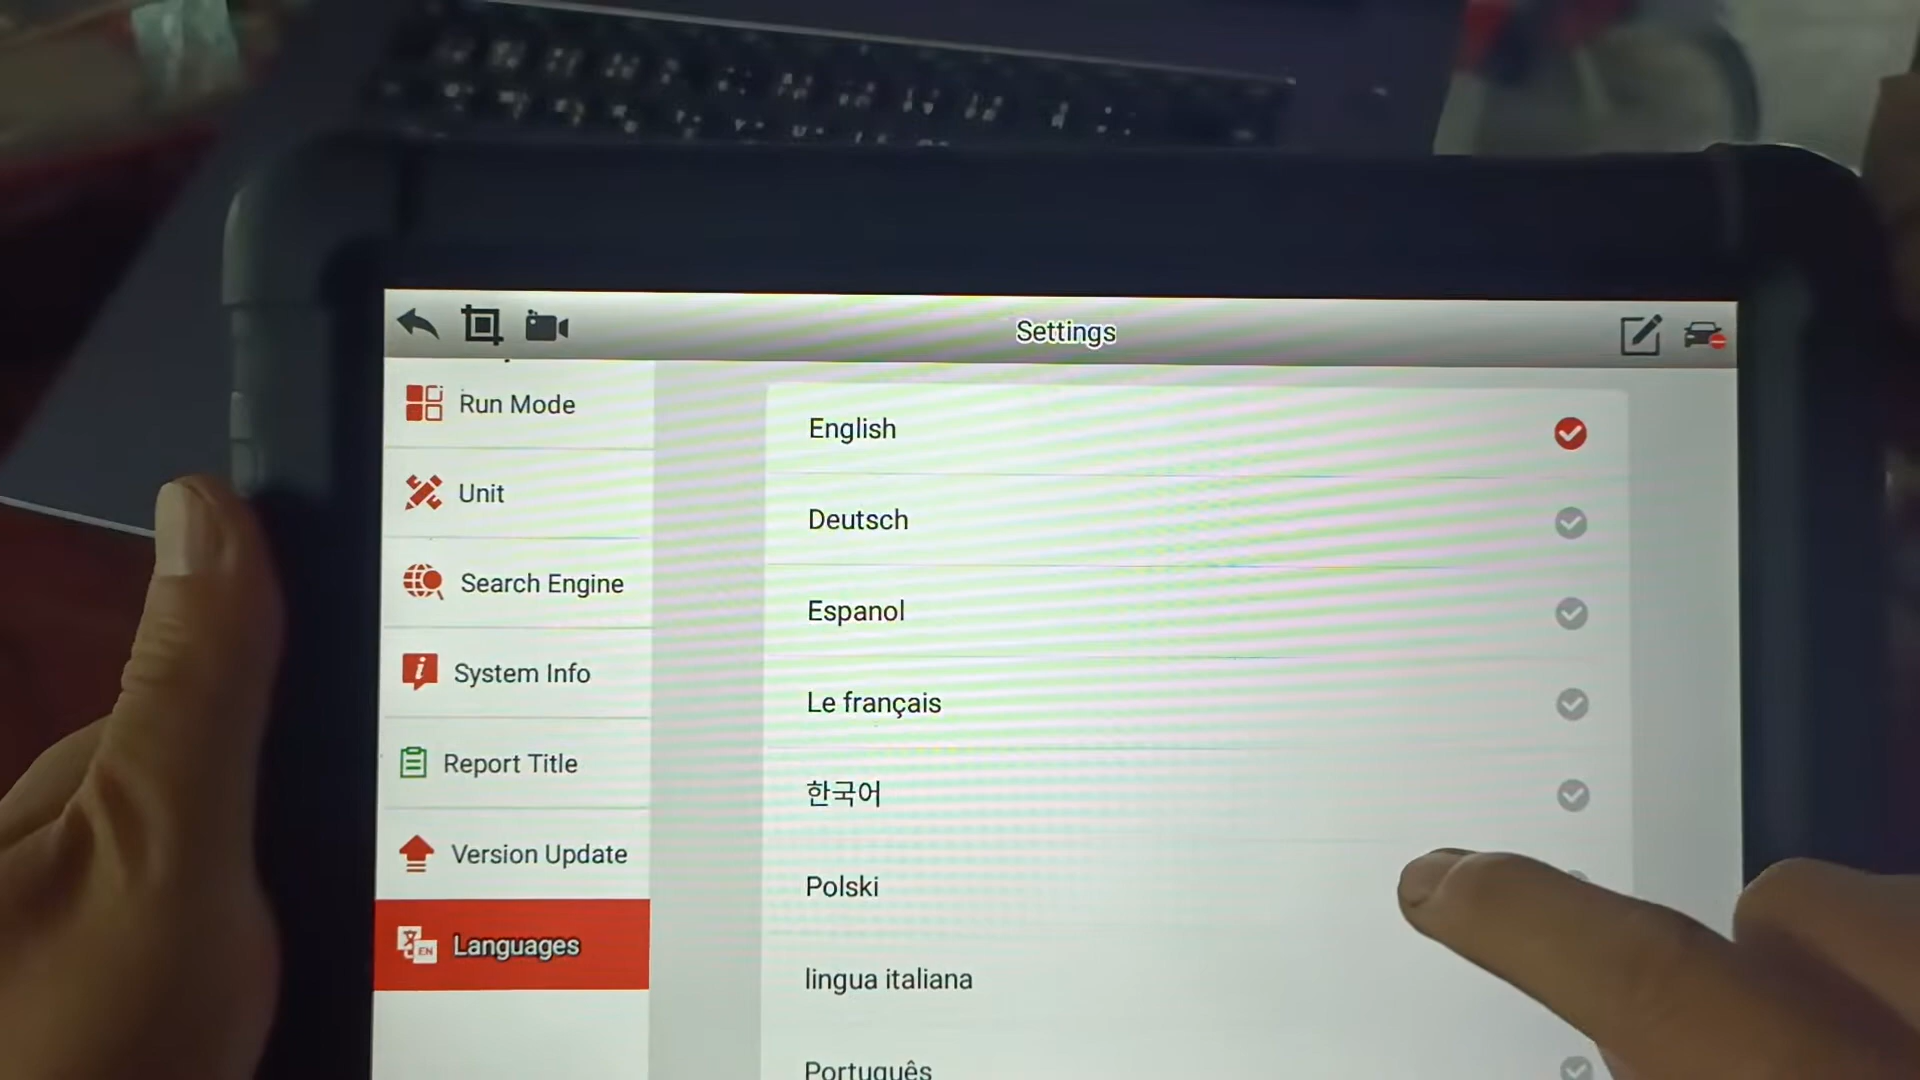 Settings
Run Mode
Unit
Search Engine
System Info
Report Title
Version Update
EN
Languages
English
Deutsch
Espanol
Le français
한국어
Polski
lingua italiana
Português